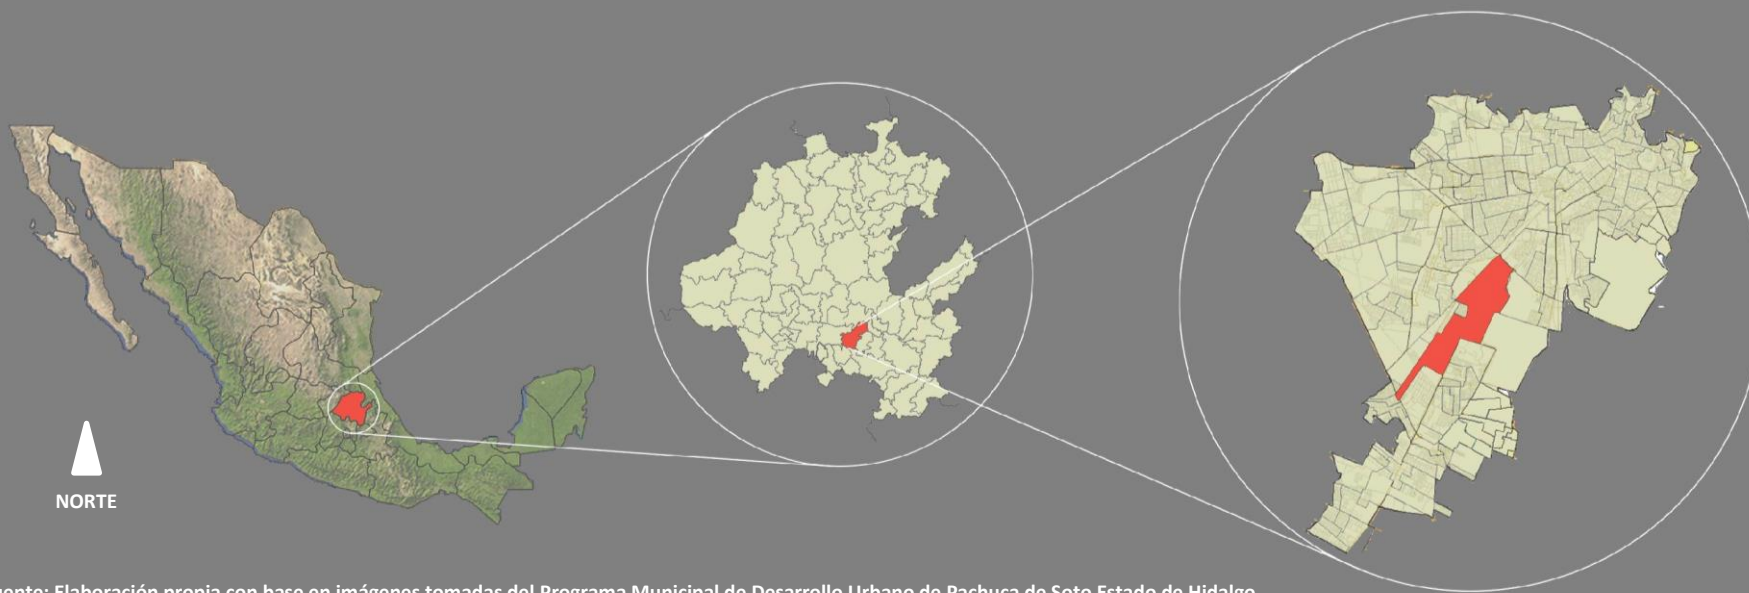 NORTE
uente: Elaboración propia con base en imágenes tomadas del Programa Municipal de Desarrollo Urbano de Pachuca de Soto Estado de Hidalgo